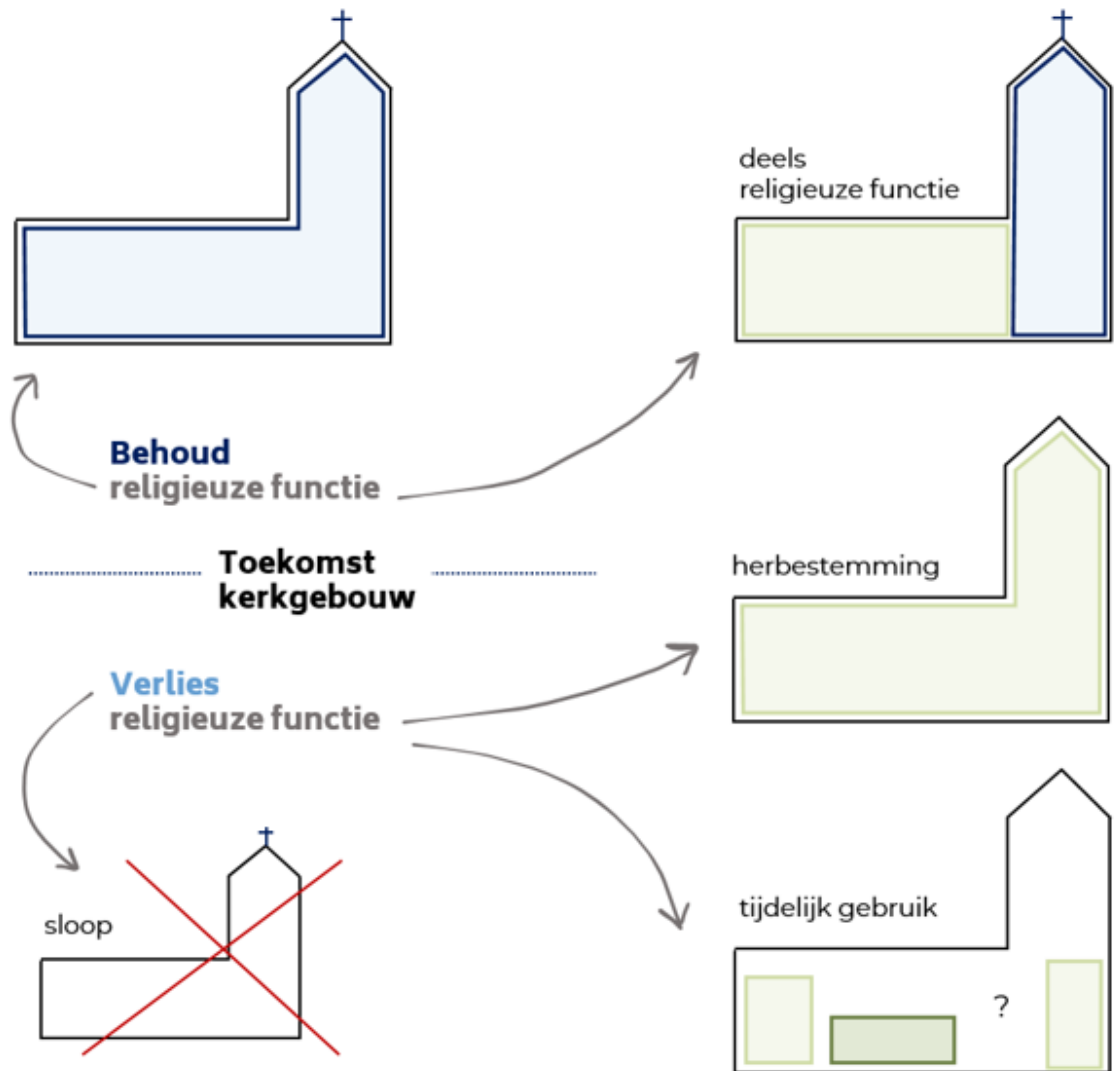 deels
religieuze functie
Behoud
religieuze functie
Toekomst
kerkgebouw
herbestemming
Verlies
religieuze functie
sloop
tijdelijk gebruik
?